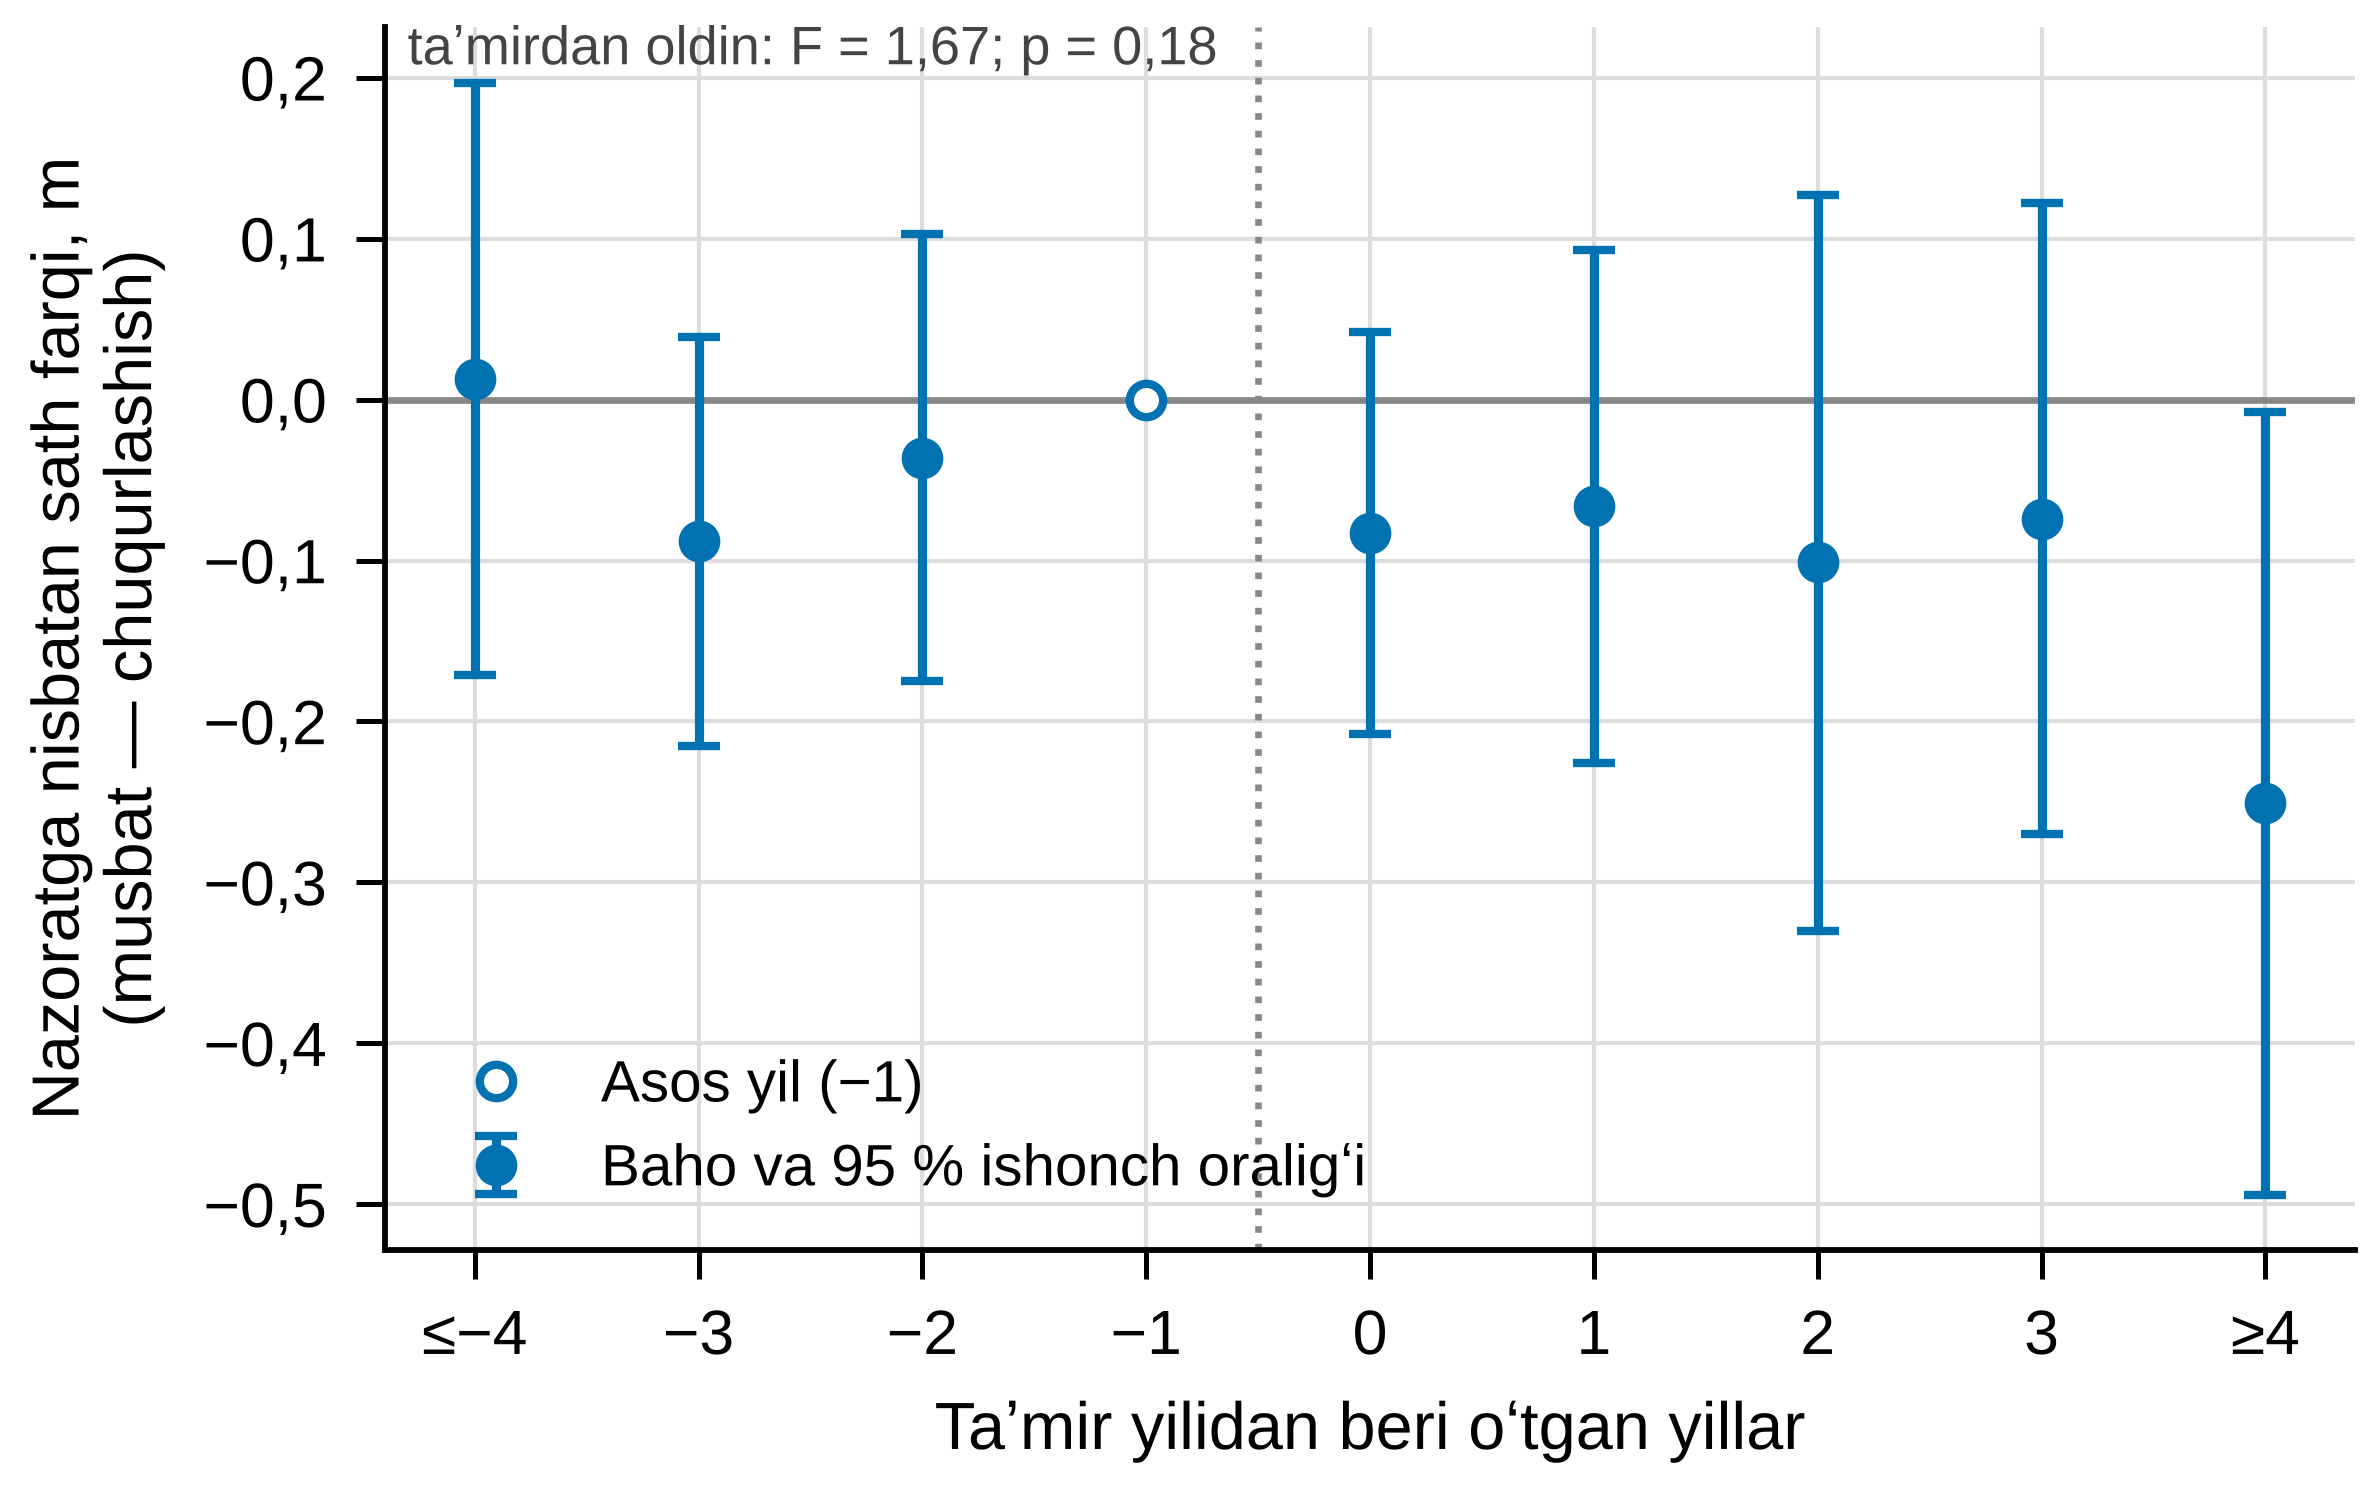 ta’mirdan oldin: F = 1,67; p = 0,18
0,2
0,1
0,0
−0,1
−0,2
−0,3
−0,4
−0,5
Nazoratga nisbatan sath farqi, m
(musbat — chuqurlashish)
Asos yil (−1)
Baho va 95 % ishonch oralig‘i
≤−4 −3 −2 −1 0 1 2 3 ≥4
Ta’mir yilidan beri o‘tgan yillar